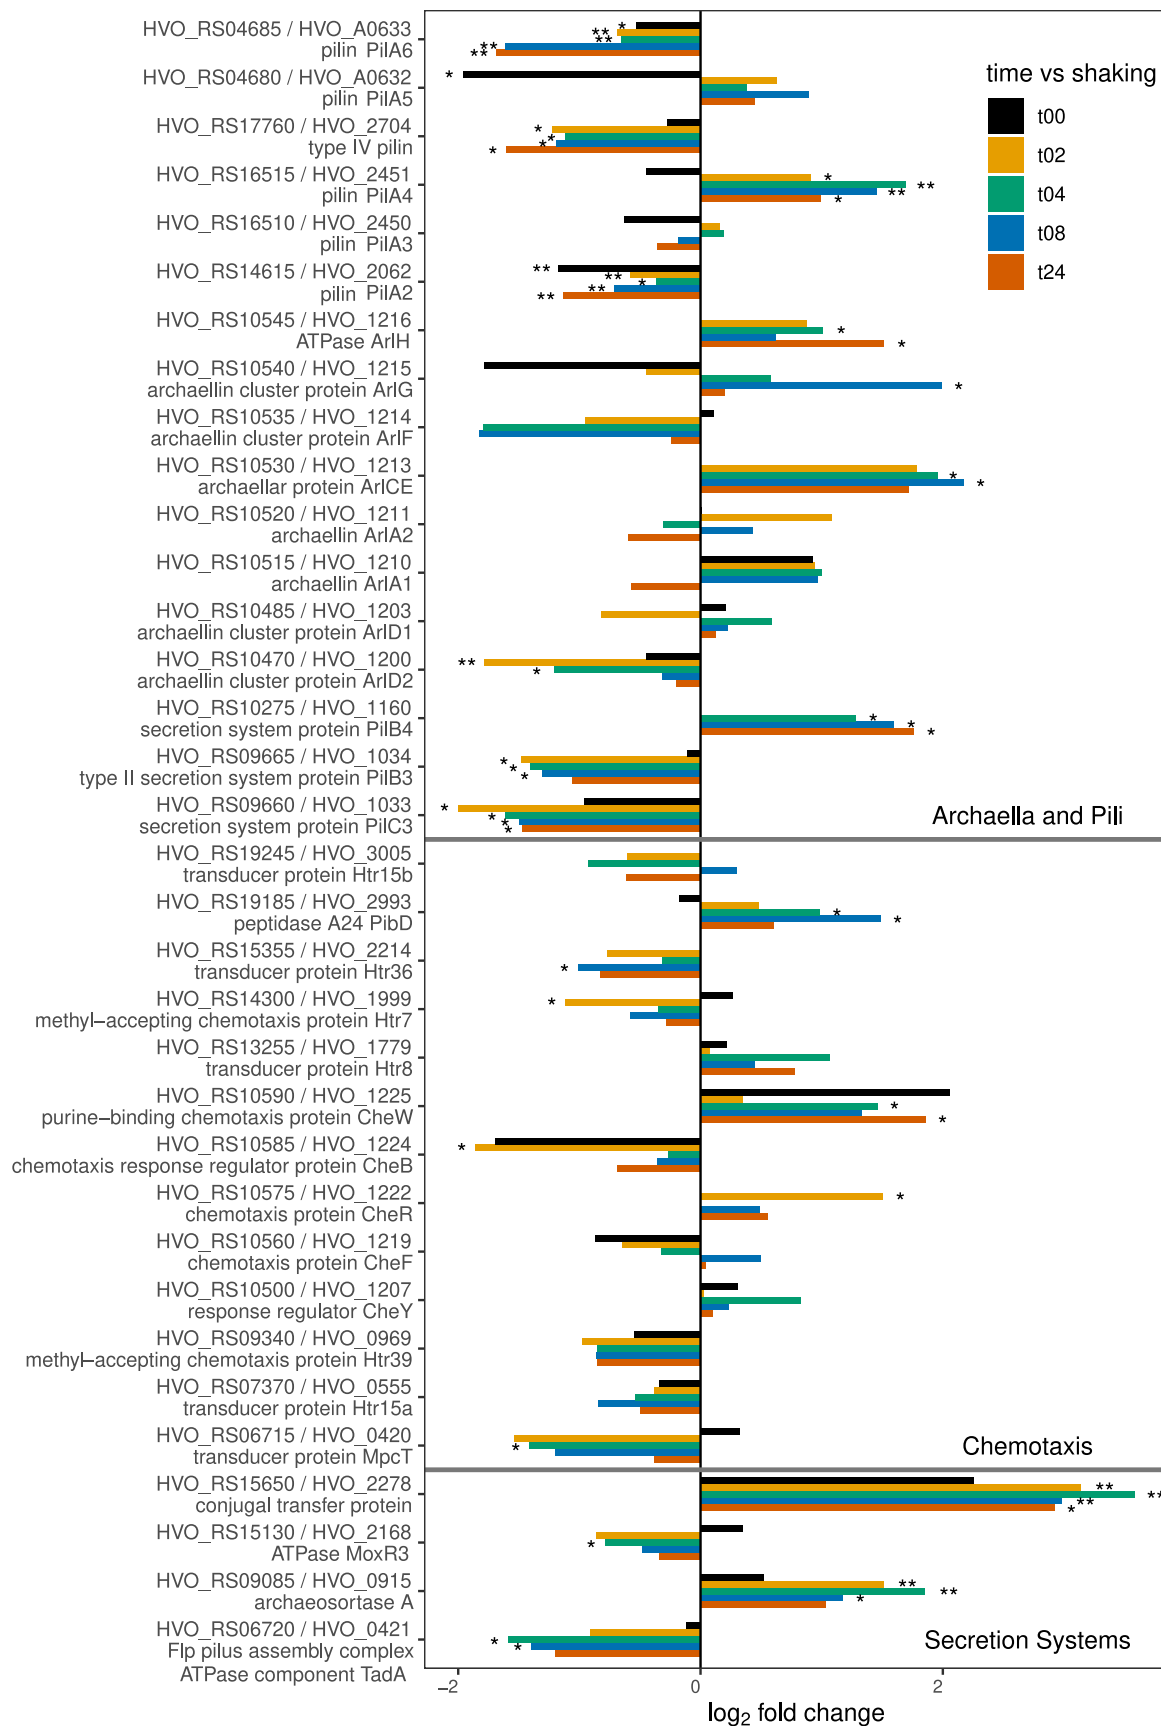 HVO_RS04685 / HVO_A0633
pilin PilA6
HVO_RS04680 / HVO_A0632
pilin PilA5
HVO_RS17760 / HVO_2704
type IV pilin
HVO_RS16515 / HVO_2451
pilin PilA4
HVO_RS16510 / HVO_2450
pilin PilA3
HVO_RS14615 / HVO_2062
pilin PilA2
HVO_RS10545 / HVO_1216
ATPase ArlH
HVO_RS10540 / HVO_1215
archaellin cluster protein ArlG
HVO_RS10535 / HVO_1214
archaellin cluster protein ArlF
HVO_RS10530 / HVO_1213
archaellar protein ArlCE
HVO_RS10520 / HVO_1211
archaellin ArlA2
HVO_RS10515 / HVO_1210
archaellin ArlA1
HVO_RS10485 / HVO_1203
archaellin cluster protein ArlD1
HVO_RS10470 / HVO_1200
archaellin cluster protein ArlD2
HVO_RS10275 / HVO_1160
secretion system protein PilB4
HVO_RS09665 / HVO_1034
type II secretion system protein PilB3
HVO_RS09660 / HVO_1033
secretion system protein PilC3
Archaella and Pili
HVO_RS19245 / HVO_3005
transducer protein Htr15b
HVO_RS19185 / HVO_2993
peptidase A24 PibD
HVO_RS15355 / HVO_2214
transducer protein Htr36
HVO_RS14300 / HVO_1999
methyl−accepting chemotaxis protein Htr7
HVO_RS13255 / HVO_1779
transducer protein Htr8
HVO_RS10590 / HVO_1225
purine−binding chemotaxis protein CheW
HVO_RS10585 / HVO_1224
chemotaxis response regulator protein CheB
HVO_RS10575 / HVO_1222
chemotaxis protein CheR
HVO_RS10560 / HVO_1219
chemotaxis protein CheF
HVO_RS10500 / HVO_1207
response regulator CheY
HVO_RS09340 / HVO_0969
methyl−accepting chemotaxis protein Htr39
HVO_RS07370 / HVO_0555
transducer protein Htr15a
HVO_RS06715 / HVO_0420
transducer protein MpcT
Chemotaxis
HVO_RS15650 / HVO_2278
conjugal transfer protein
HVO_RS15130 / HVO_2168
ATPase MoxR3
HVO_RS09085 / HVO_0915
archaeosortase A
HVO_RS06720 / HVO_0421
Flp pilus assembly complex
ATPase component TadA
Secretion Systems
−2 0 2
log2 fold change
time vs shaking
t00
t02
t04
t08
t24